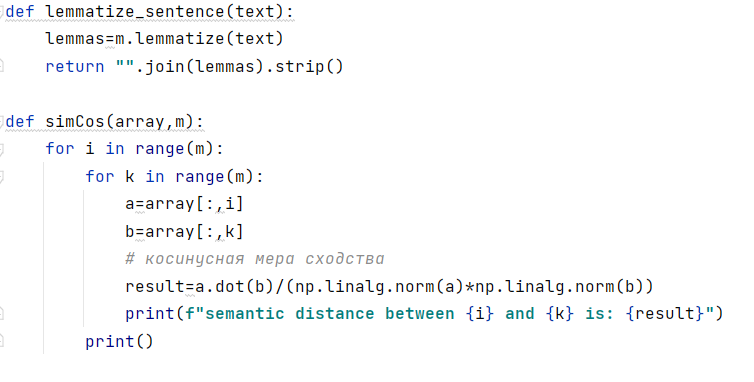 def lemmatize_sentence(text):
    lemmas=m.lemmatize(text)
    return "".join(lemmas).strip()

def simCos(array,m):
    for i in range(m):
        for k in range(m):
            a=array[:,i]
            b=array[:,k]
            # косинусная мера сходства
            result=a.dot(b)/(np.linalg.norm(a)*np.linalg.norm(b))
            print(f"semantic distance between {i} and {k} is: {result}")
        print()